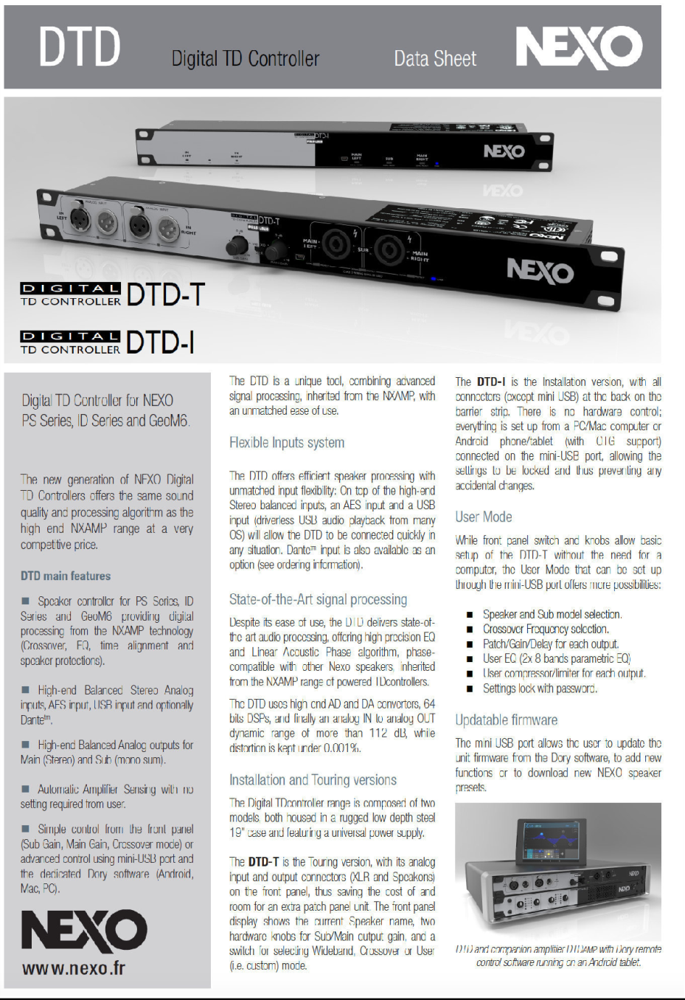 DTD
Digital TD Controller
Data Sheet
NEXO
DIGITAL
TD CONTROLLER DTD-T
DIGITAL
TD CONTROLLER DTD-I
IN LEFT
IN RIGHT
MAIN LEFT
SUB
MAIN RIGHT
NEXO
DTD-I
IN LEFT
IN RIGHT
DTD-T
MAIN LEFT
SUB
MAIN RIGHT
NEXO
Digital TD Controller for NEXO
PS Series, ID Series and GeoM6.
The new generation of NEXO Digital
TD Controllers offers the same sound
quality and processing algorithm as the
high end NXAMP range at a very
competitive price.
DTD main features
■ Speaker controller for PS Series, ID
Series and GeoM6 providing digital
processing from the NXAMP technology
(Crossover, EQ, time alignment and
speaker protections).
■ High-end Balanced Stereo Analog
inputs, AES input, USB input and optionally
Dante™.
■ High-end Balanced Analog outputs for
Main (Stereo) and Sub (mono sum).
■ Automatic Amplifier Sensing with no
setting required from user.
■ Simple control from the front panel
(Sub Gain, Main Gain, Crossover mode) or
advanced control using mini-USB port and
the dedicated Dory software (Android,
Mac, PC).
NEXO
www.nexo.fr
The DTD is a unique tool, combining advanced
signal processing, inherited from the NXAMP, with
an unmatched ease of use.
Flexible Inputs system
The DTD offers efficient speaker processing with
unmatched input flexibility: On top of the high-end
Stereo balanced inputs, an AES input and a USB
input (driverless USB audio playback from many
OS) will allow the DTD to be connected quickly in
any situation. Dante™ input is also available as an
option (see ordering information).
State-of-the-Art signal processing
Despite its ease of use, the DTD delivers state-of-
the art audio processing, offering high precision EQ
and Linear Acoustic Phase algorithm, phase-
compatible with other Nexo speakers, inherited
from the NXAMP range of powered TDcontrollers.
The DTD uses high end AD and DA converters, 64
bits DSPs, and finally an analog IN to analog OUT
dynamic range of more than 112 dB, while
distortion is kept under 0.001%.
Installation and Touring versions
The Digital TDcontroller range is composed of two
models, both housed in a rugged low depth steel
19" case and featuring a universal power supply.
The DTD-T is the Touring version, with its analog
input and output connectors (XLR and Speakons)
on the front panel, thus saving the cost of and
room for an extra patch panel unit. The front panel
display shows the current Speaker name, two
hardware knobs for Sub/Main output gain, and a
switch for selecting Wideband, Crossover or User
(i.e. custom) mode.
The DTD-I is the Installation version, with all
connectors (except mini USB) at the back on the
barrier strip. There is no hardware control;
everything is set up from a PC/Mac computer or
Android phone/tablet (with OTG support)
connected on the mini-USB port, allowing the
settings to be locked and thus preventing any
accidental changes.
User Mode
While front panel switch and knobs allow basic
setup of the DTD-T without the need for a
computer, the User Mode that can be set up
through the mini-USB port offers more possibilities:
■ Speaker and Sub model selection.
■ Crossover Frequency selection.
■ Patch/Gain/Delay for each output.
■ User EQ (2x 8 bands parametric EQ)
■ User compressor/limiter for each output.
■ Settings lock with password.
Updatable firmware
The mini USB port allows the user to update the
unit firmware from the Dory software, to add new
functions or to download new NEXO speaker
presets.
NEXO
NEXO
DTD and companion amplifier DTDAMP with Dory remote
control software running on an Android tablet.